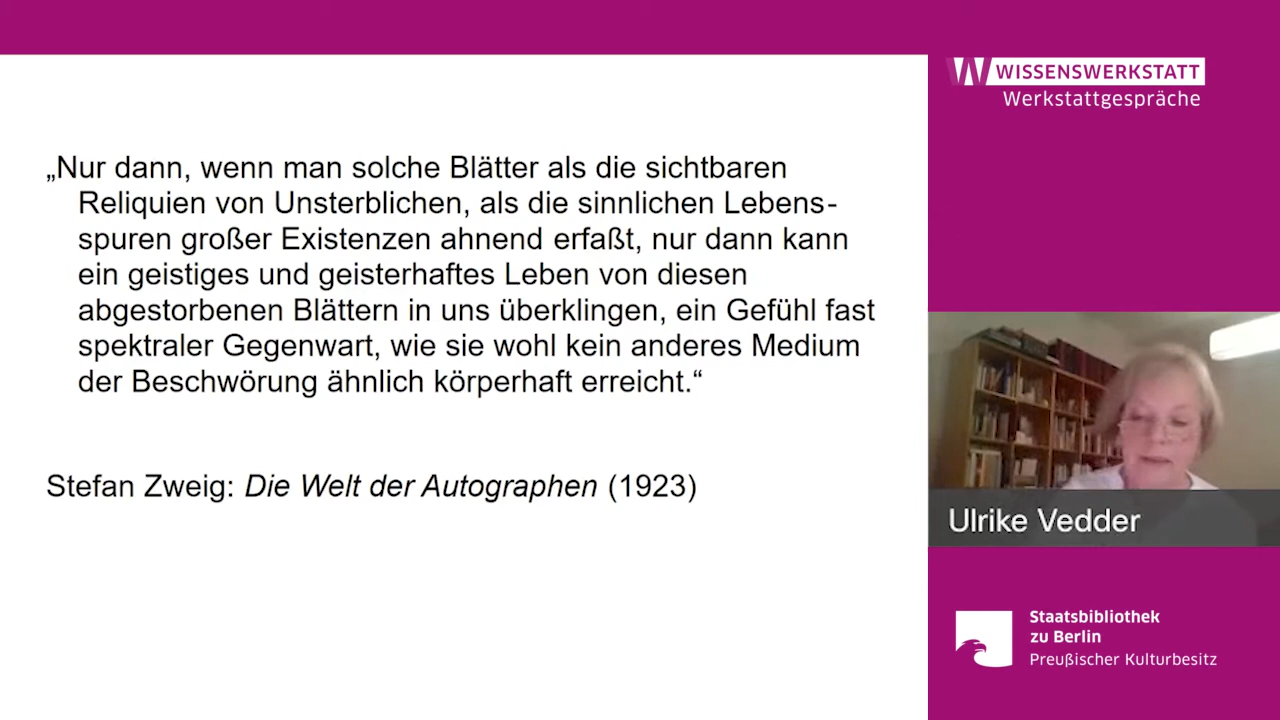 „Nur dann, wenn man solche Blätter als die sichtbaren
Reliquien von Unsterblichen, als die sinnlichen Lebens-
spuren großer Existenzen ahnend erfaßt, nur dann kann
ein geistiges und geisterhaftes Leben von diesen
abgestorbenen Blättern in uns überklingen, ein Gefühl fast
spektraler Gegenwart, wie sie wohl kein anderes Medium
der Beschwörung ähnlich körperhaft erreicht.“
Stefan Zweig: Die Welt der Autographen (1923)
W WISSENSWERKSTATT
Werkstattgespräche
Ulrike Vedder
Staatsbibliothek
zu Berlin
Preußischer Kulturbesitz